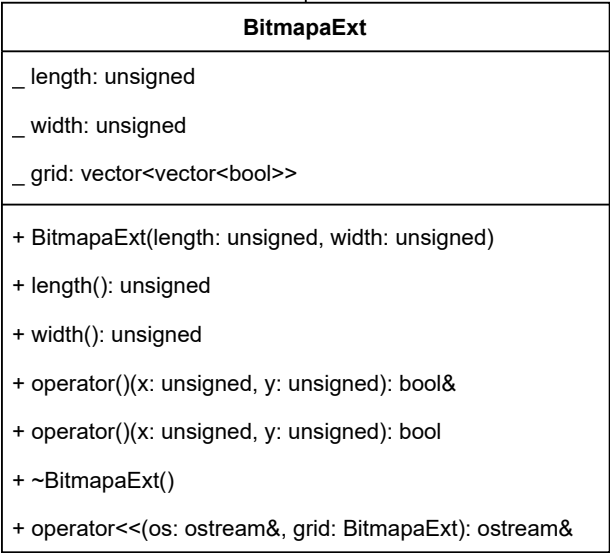 BitmapaExt
_ length: unsigned
_ width: unsigned
_ grid: vector<vector<bool>>
+ BitmapaExt(length: unsigned, width: unsigned)
+ length(): unsigned
+ width(): unsigned
+ operator()(x: unsigned, y: unsigned): bool&
+ operator()(x: unsigned, y: unsigned): bool
+ ~BitmapaExt()
+ operator<<(os: ostream&, grid: BitmapaExt): ostream&